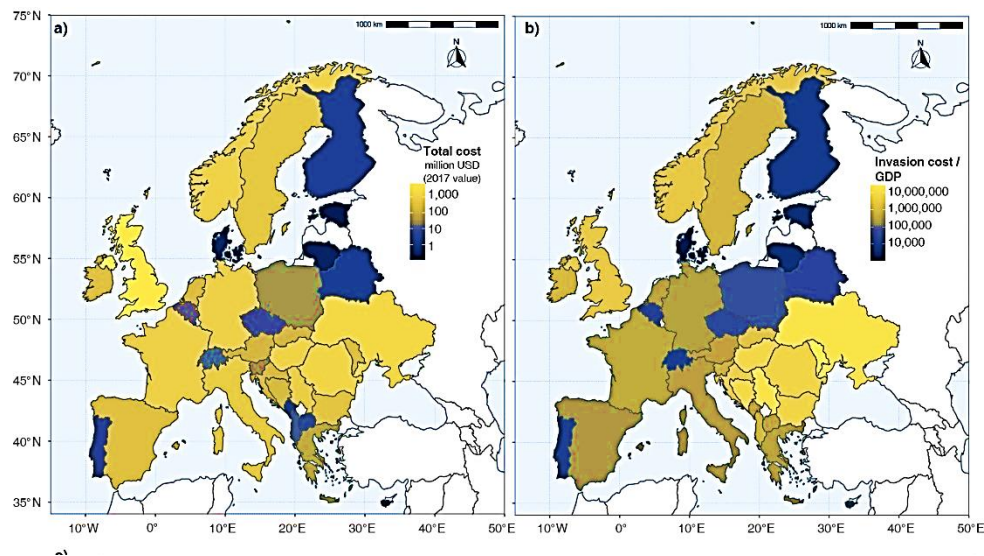 a)
1000 km
N
75°N
70°N
65°N
60°N
55°N
50°N
45°N
40°N
35°N
Total cost
million USD
(2017 value)
1,000
100
10
1
10°W
0°
10°E
20°E
30°E
40°E
50°E
b)
1000 km
N
Invasion cost /
GDP
10,000,000
1,000,000
100,000
10,000
10°W
0°
10°E
20°E
30°E
40°E
50°E